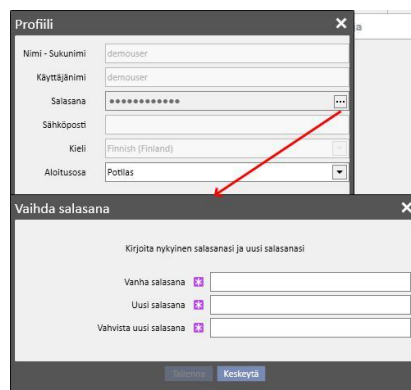 Profiili
Nimi - Sukunimi demouser
Käyttäjänimi demouser
Salasana ●●●●●●●●●●●● ...
Sähköposti
Kieli Finnish (Finland)
Aloitusosa Potilas
Vaihda salasana
Kirjoita nykyinen salasanasi ja uusi salasanasi
Vanha salasana
Uusi salasana
Vahvista uusi salasana
Tallenna Keskeytä